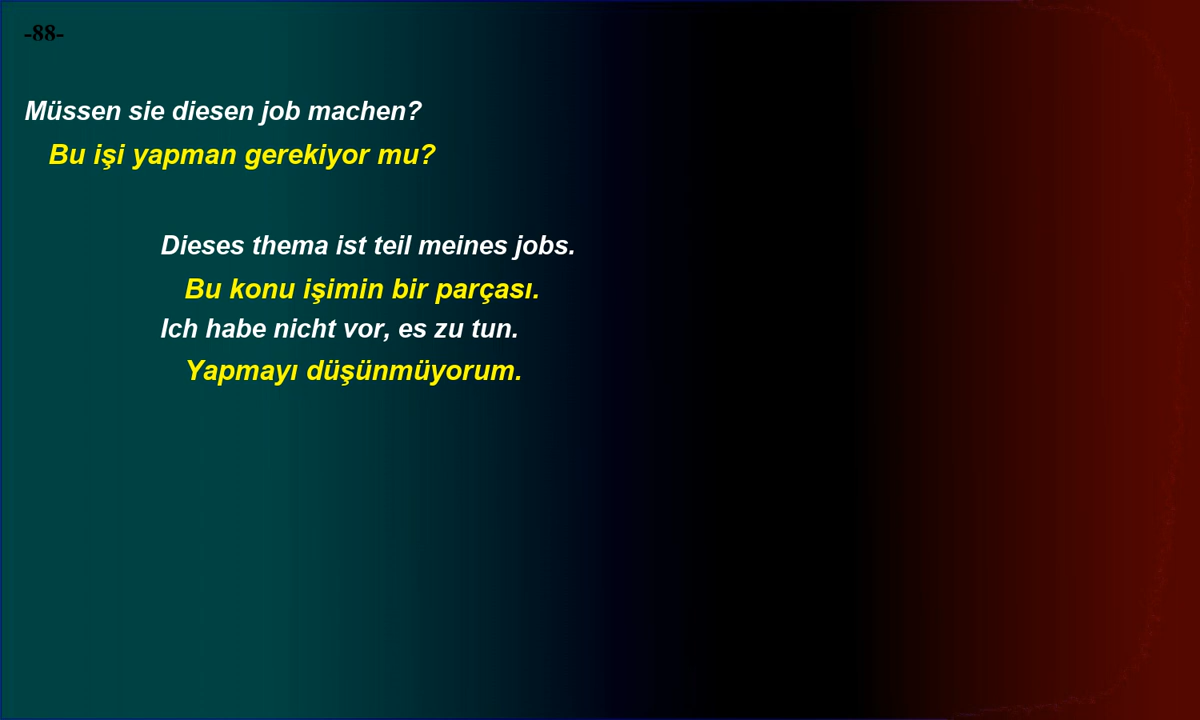 -88-
Müssen sie diesen job machen?
Bu işi yapman gerekiyor mu?
Dieses thema ist teil meines jobs.
Bu konu işimin bir parçası.
Ich habe nicht vor, es zu tun.
Yapmayı düşünmüyorum.